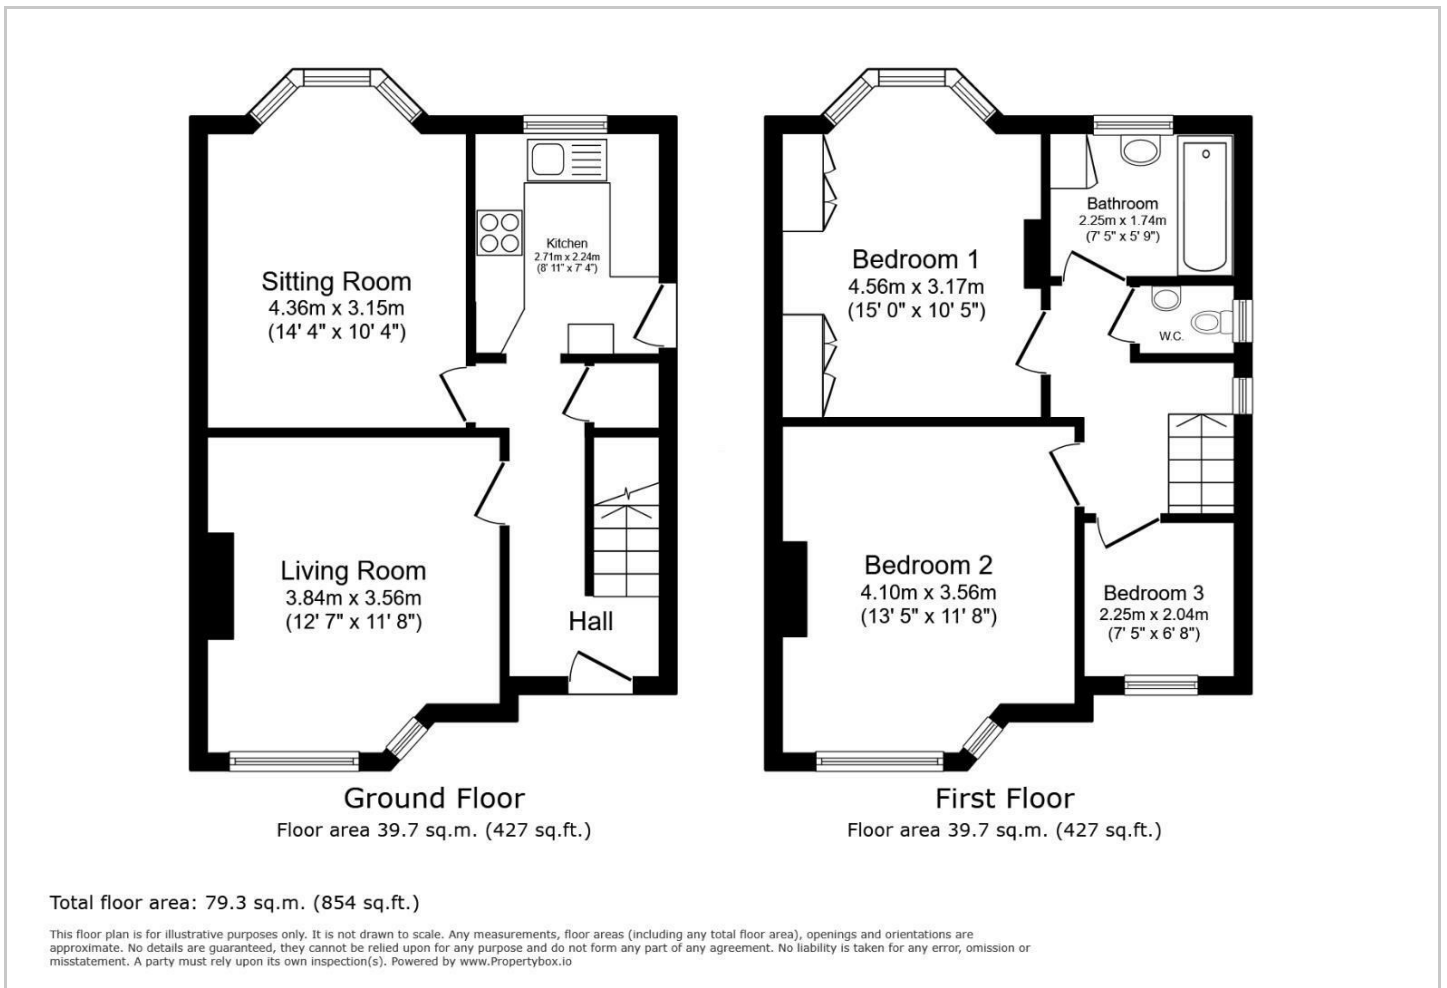 Sitting Room
4.36m x 3.15m
(14' 4" x 10' 4")
Kitchen
2.71m x 2.24m
(8' 11" x 7' 4")
Living Room
3.84m x 3.56m
(12' 7" x 11' 8")
Hall
Ground Floor
Floor area 39.7 sq.m. (427 sq.ft.)
Bedroom 1
4.56m x 3.17m
(15' 0" x 10' 5")
Bathroom
2.25m x 1.74m
(7' 5" x 5' 9")
W.C.
Bedroom 2
4.10m x 3.56m
(13' 5" x 11' 8")
Bedroom 3
2.25m x 2.04m
(7' 5" x 6' 8")
First Floor
Floor area 39.7 sq.m. (427 sq.ft.)
Total floor area: 79.3 sq.m. (854 sq.ft.)
This floor plan is for illustrative purposes only. It is not drawn to scale. Any measurements, floor areas (including any total floor area), openings and orientations are
approximate. No details are guaranteed, they cannot be relied upon for any purpose and do not form any part of any agreement. No liability is taken for any error, omission or
misstatement. A party must rely upon its own inspection(s). Powered by www.Propertybox.io